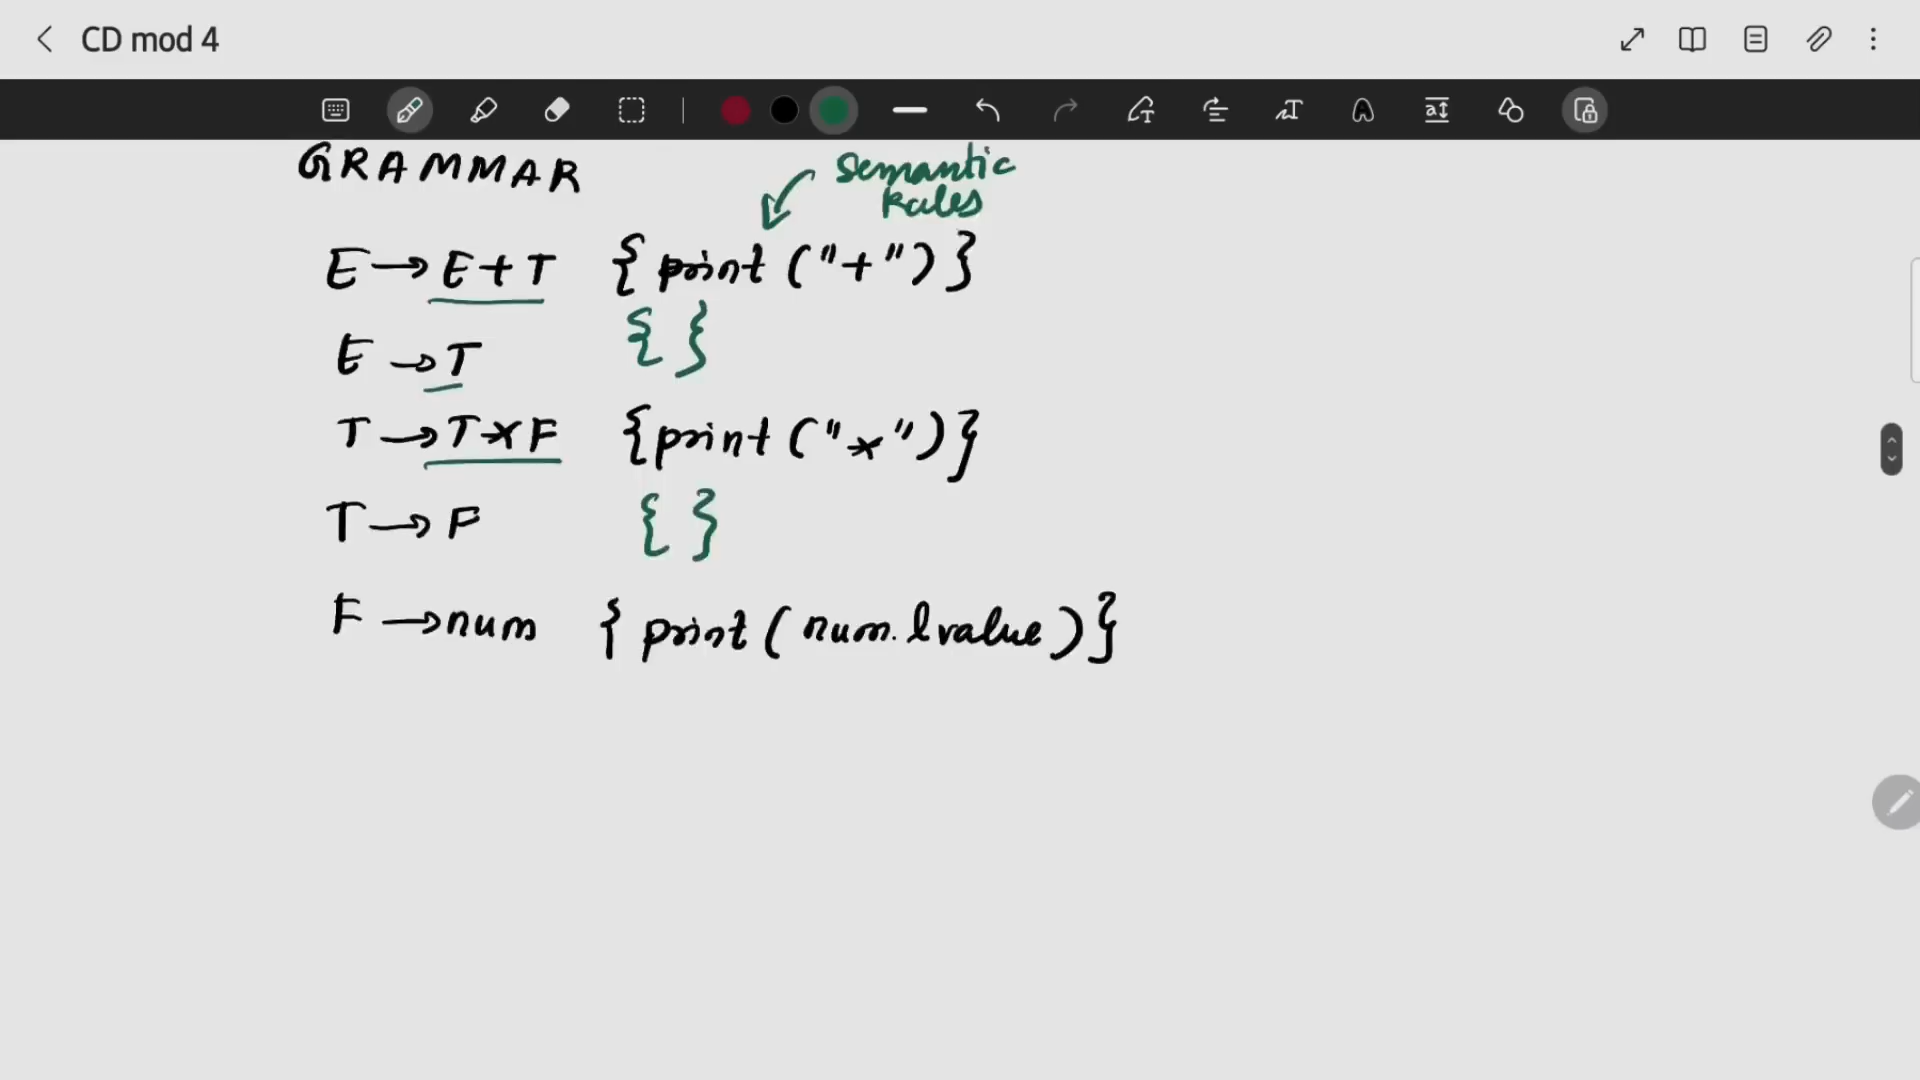 CD mod 4
GRAMMAR
Semantic
Rules
E → E + T { print ("+") }
E → T { }
T → T * F { print ("*") }
T → F { }
F → num { print ( num. lvalue ) }